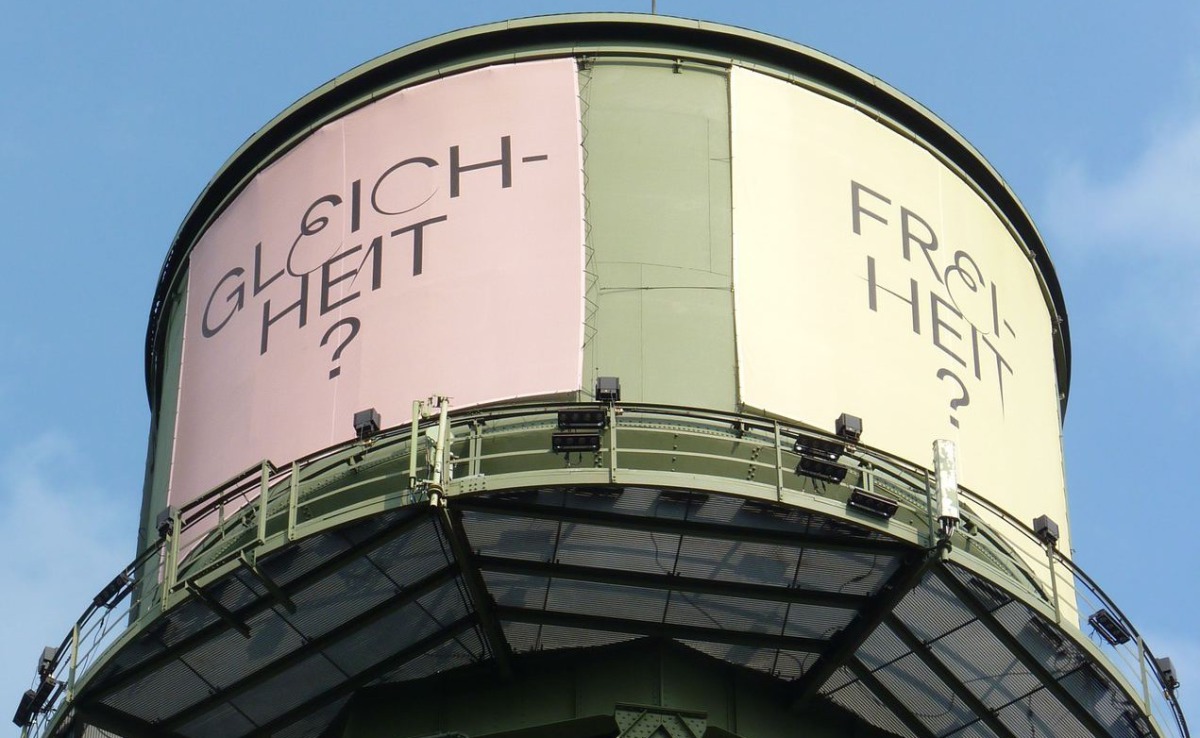 GLEICH-
HEIT
?
FREI-
HEIT
?